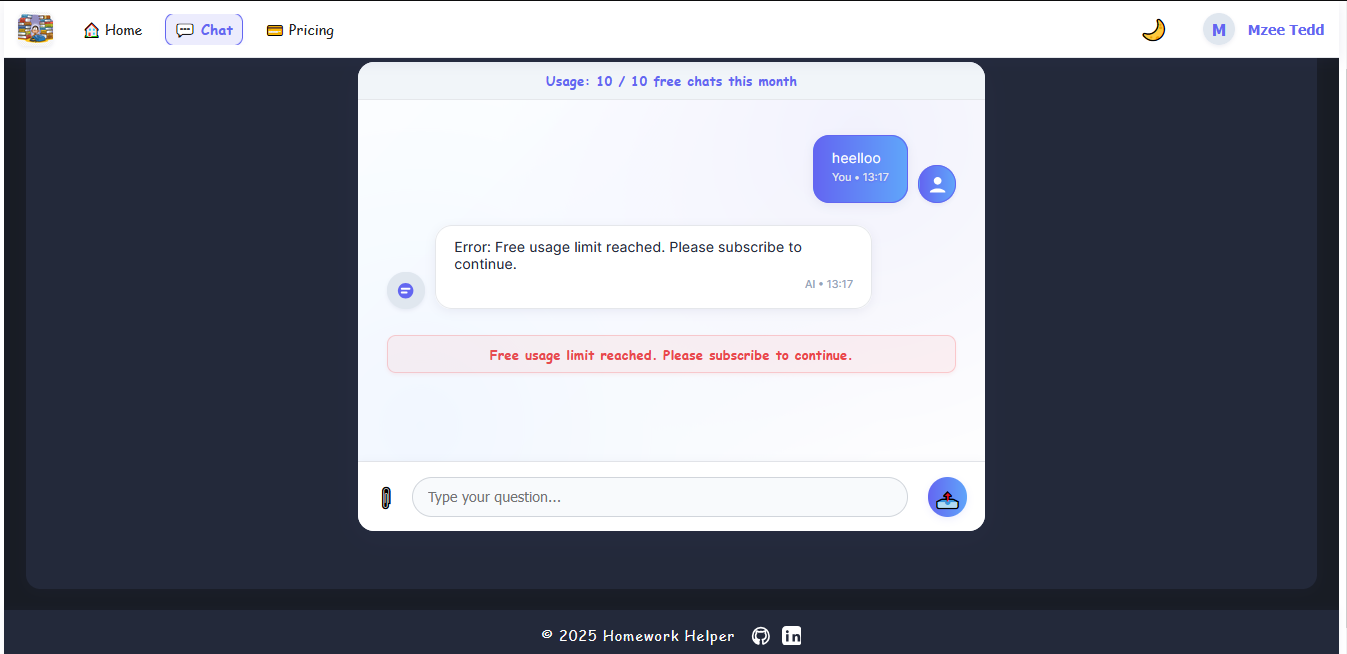 Home
Chat
Pricing
M
Mzee Tedd
Usage: 10 / 10 free chats this month
heelloo
You • 13:17
Error: Free usage limit reached. Please subscribe to
continue.
AI • 13:17
Free usage limit reached. Please subscribe to continue.
Type your question...
© 2025 Homework Helper
in